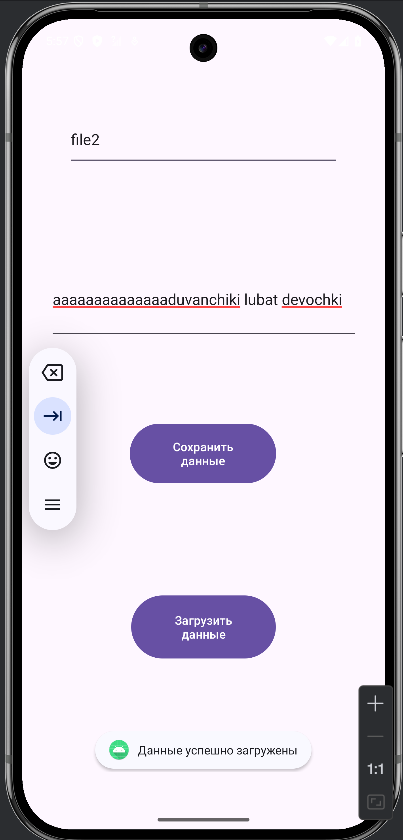 file2
aaaaaaaaaaaaaaduvanchiki lubat devochki
Сохранить
данные
Загрузить
данные
Данные успешно загружены
1:1